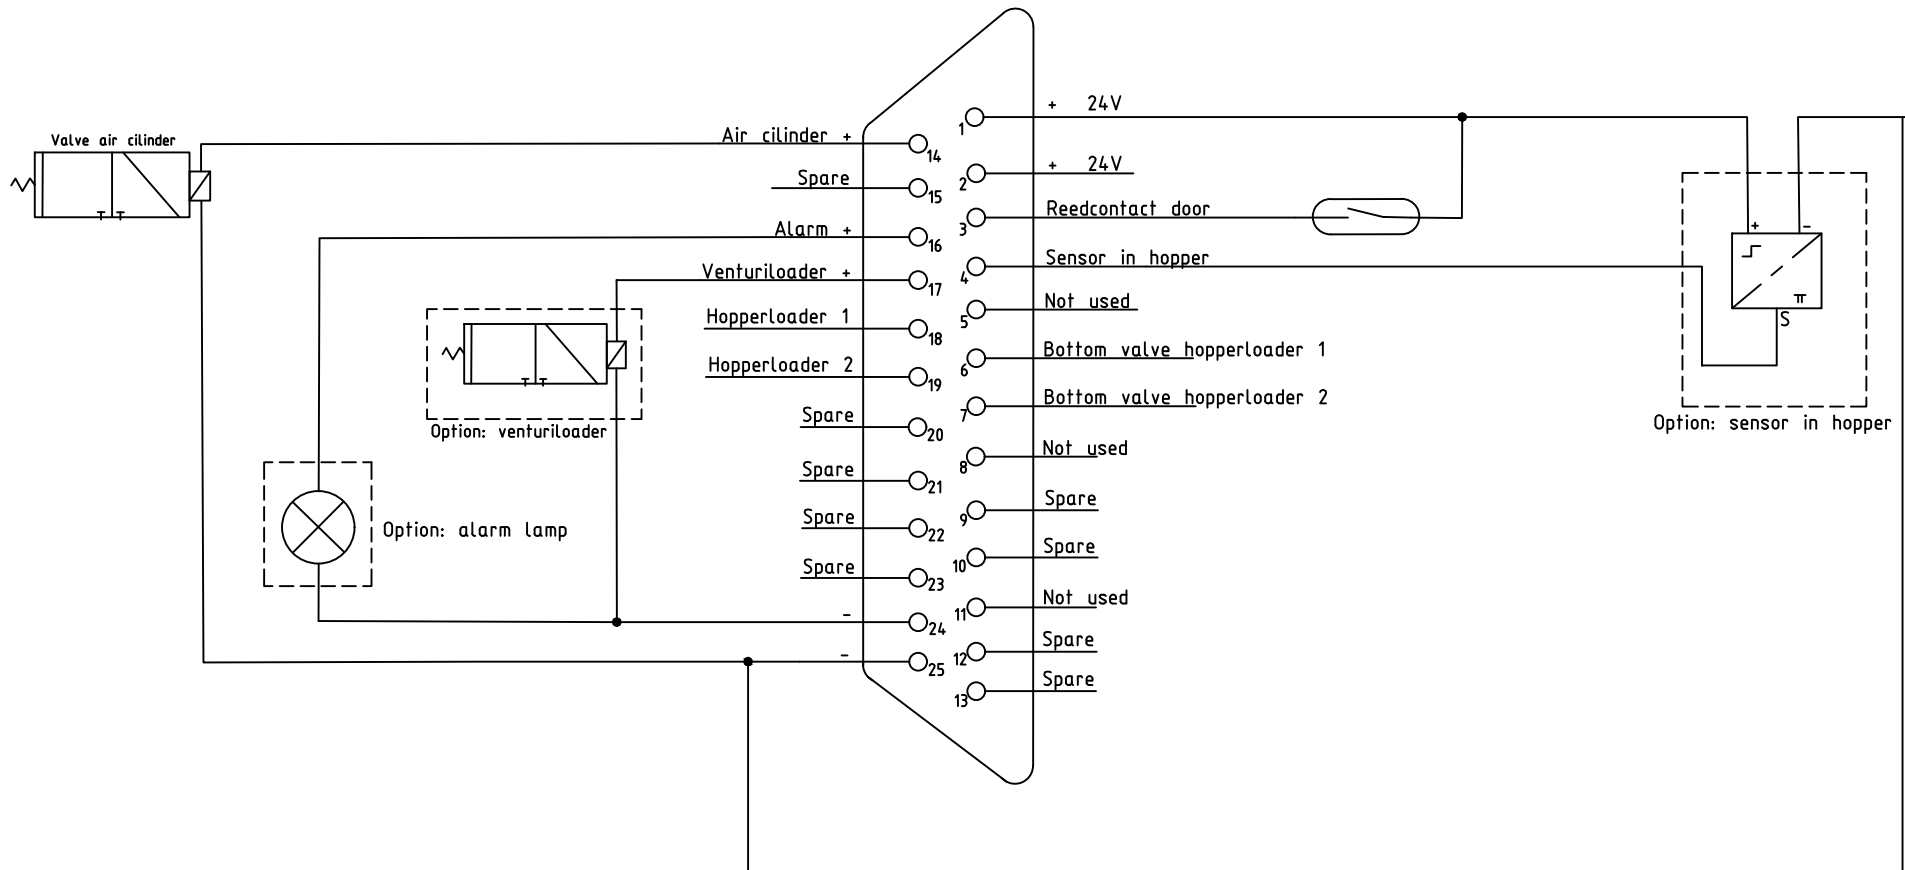 Valve air cilinder
Air cilinder +
14
Spare
15
Alarm +
16
Venturiloader +
17
Hopperloader 1
18
Hopperloader 2
19
Option: venturiloader
Spare
20
Spare
21
Spare
22
Spare
23
Option: alarm lamp
-
24
-
25
+ 24V
1
+ 24V
2
Reedcontact door
3
Sensor in hopper
4
Not used
5
Bottom valve hopperloader 1
6
Bottom valve hopperloader 2
7
Not used
8
Spare
9
Spare
10
Not used
11
Spare
12
Spare
13
+ -
S
Option: sensor in hopper